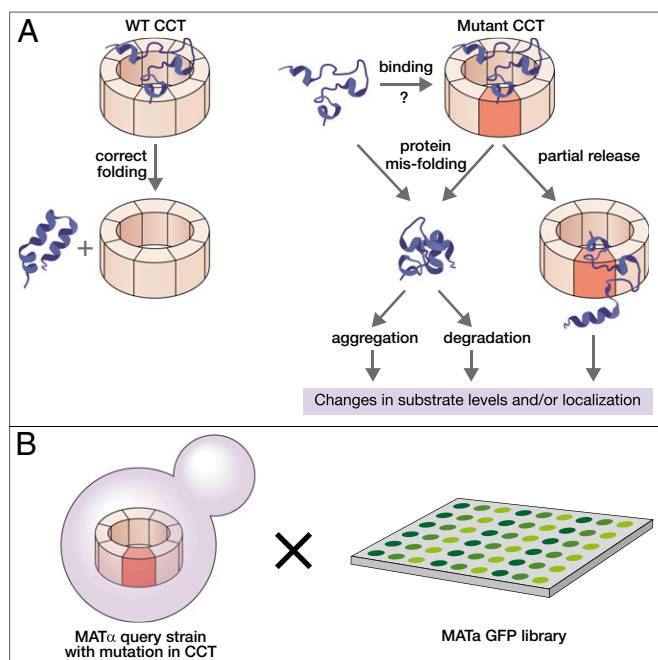 A
WT CCT
correct
folding
+
binding
?
Mutant CCT
protein
mis-folding
partial release
aggregation
degradation
Changes in substrate levels and/or localization
B
MATα query strain
with mutation in CCT
MATa GFP library